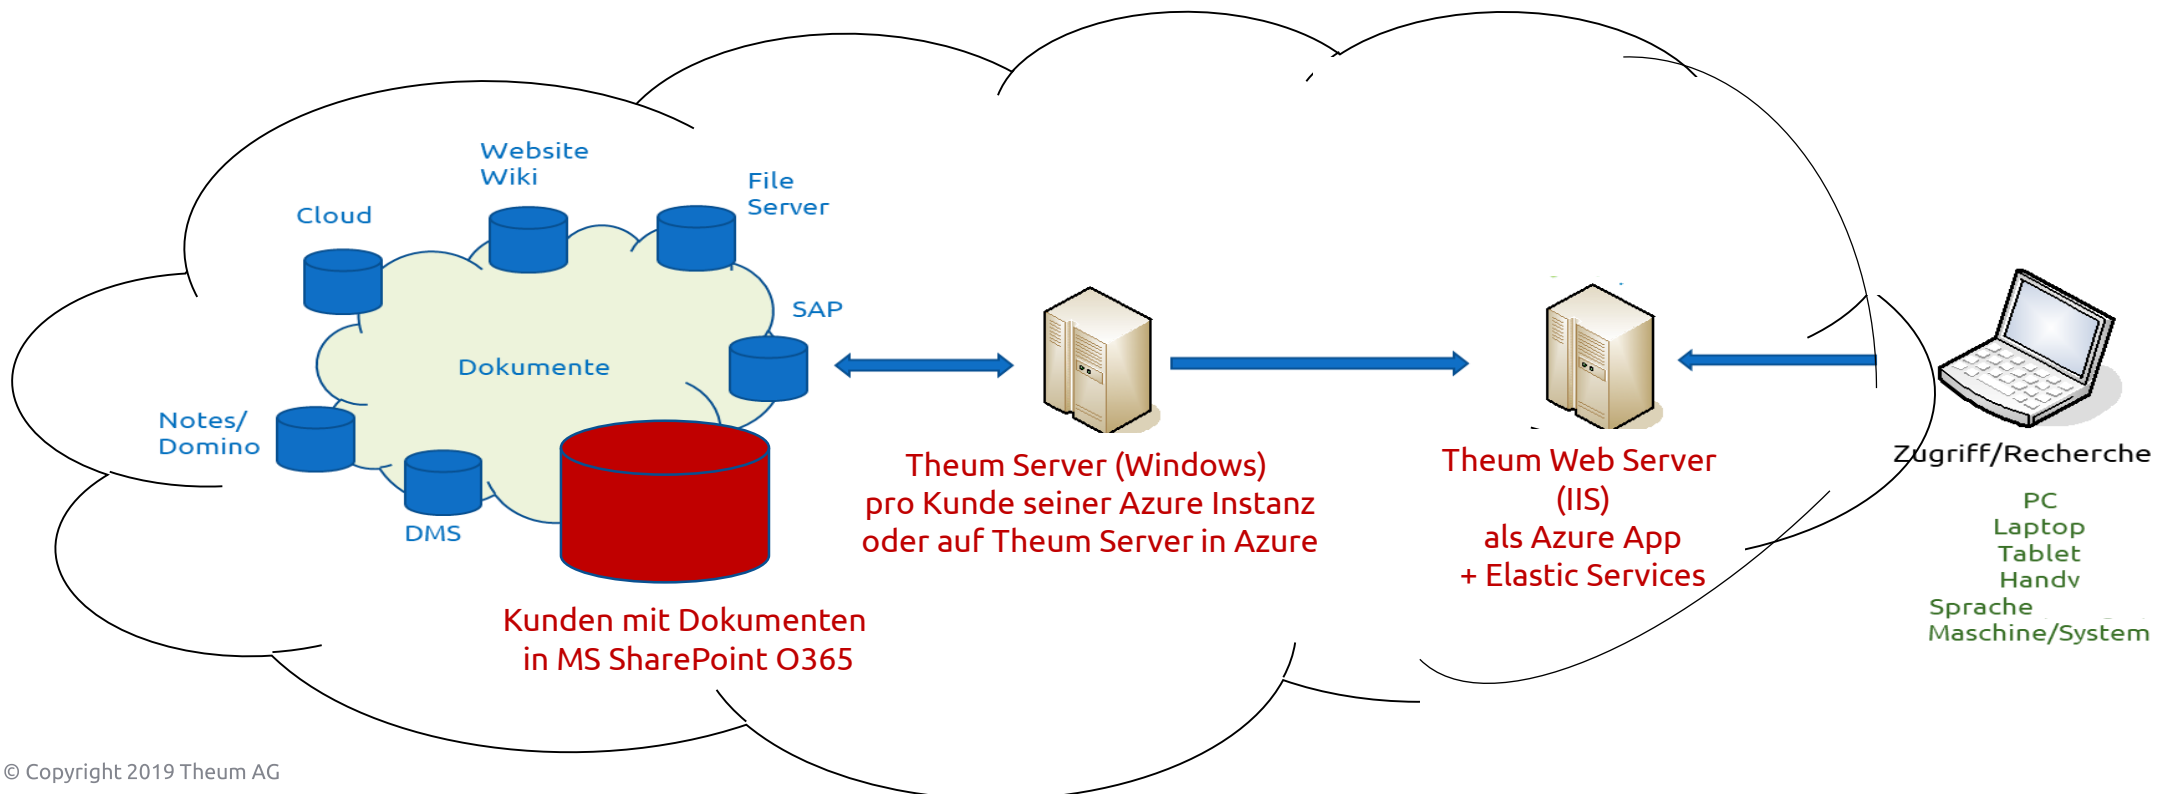 Website
Wiki
File
Server
Cloud
SAP
Dokumente
Notes/
Domino
DMS
Kunden mit Dokumenten
in MS SharePoint O365
Theum Server (Windows)
pro Kunde seiner Azure Instanz
oder auf Theum Server in Azure
Theum Web Server
(IIS)
als Azure App
+ Elastic Services
Zugriff/Recherche
PC
Laptop
Tablet
Handy
Sprache
Maschine/System
© Copyright 2019 Theum AG